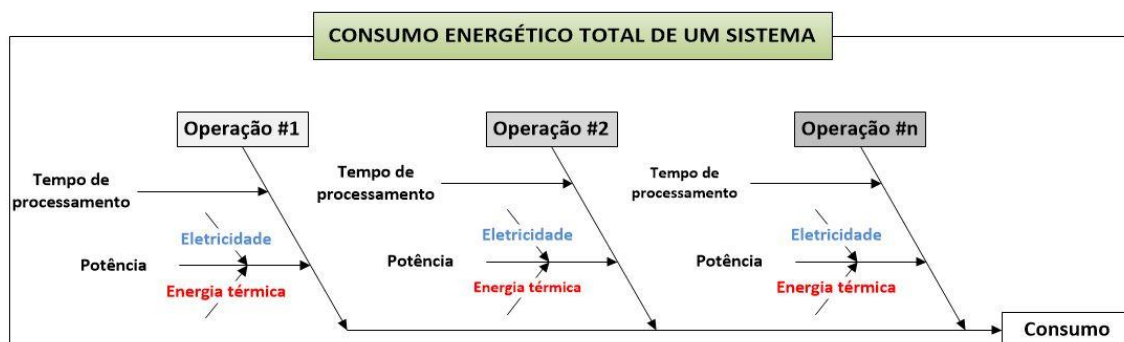 CONSUMO ENERGÉTICO TOTAL DE UM SISTEMA
Operação #1
Operação #2
Operação #n
Tempo de
processamento
Tempo de
processamento
Tempo de
processamento
Eletricidade
Eletricidade
Eletricidade
Potência
Potência
Potência
Energia térmica
Energia térmica
Energia térmica
Consumo